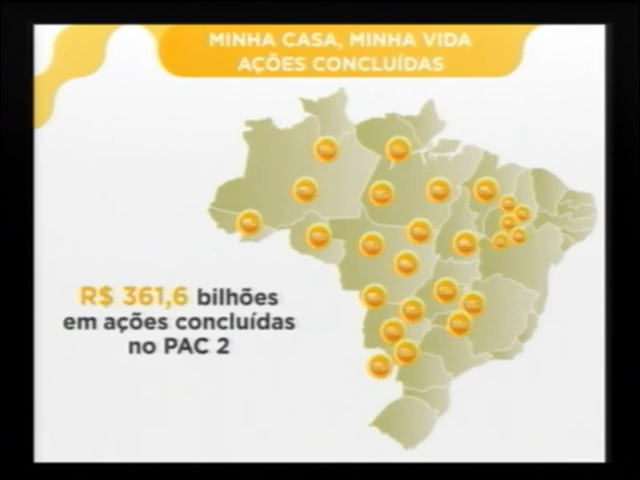 MINHA CASA, MINHA VIDA
AÇÕES CONCLUÍDAS
R$ 361,6 bilhões
em ações concluídas
no PAC 2